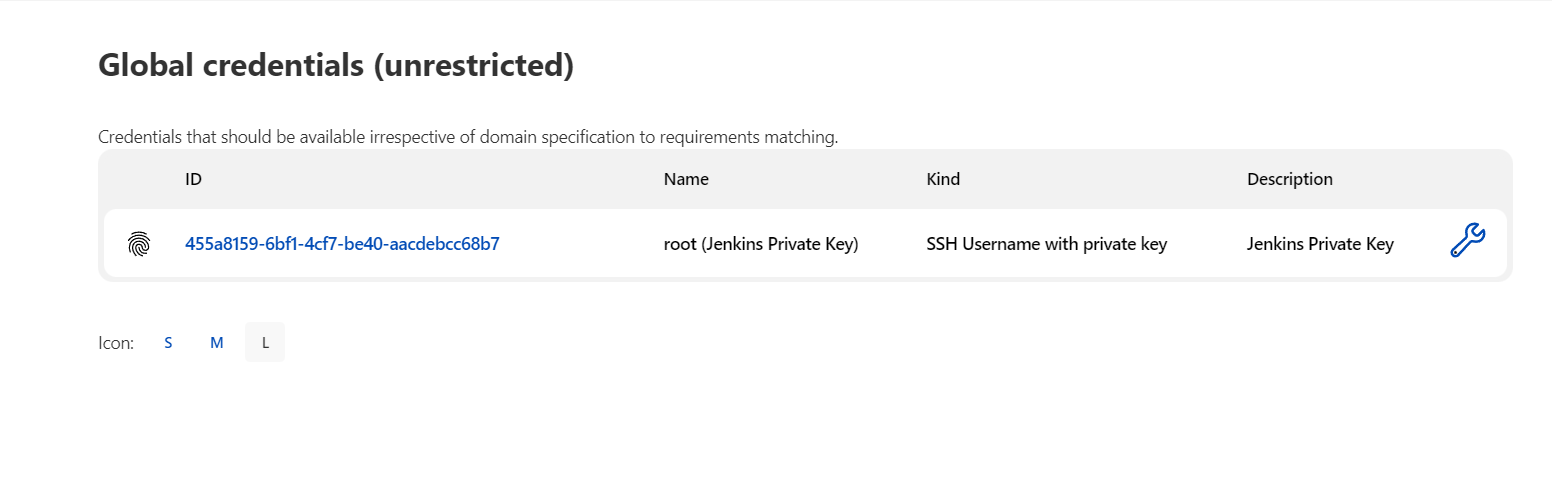 Global credentials (unrestricted)
Credentials that should be available irrespective of domain specification to requirements matching.
ID Name Kind Description
455a8159-6bf1-4cf7-be40-aacdebcc68b7 root (Jenkins Private Key) SSH Username with private key Jenkins Private Key
Icon: S M L